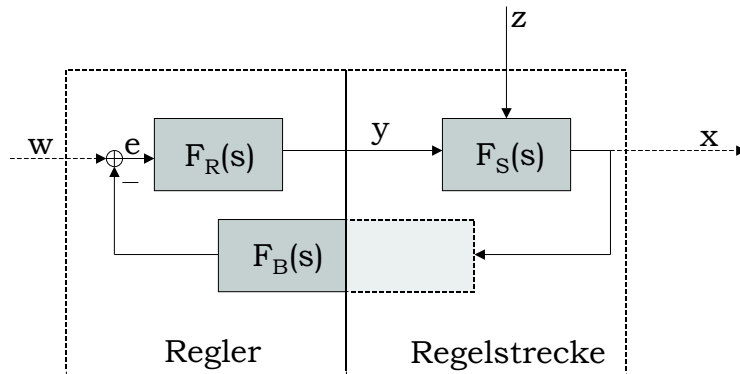 z
w
e
F_R(s)
y
F_S(s)
x
−
F_B(s)
Regler
Regelstrecke